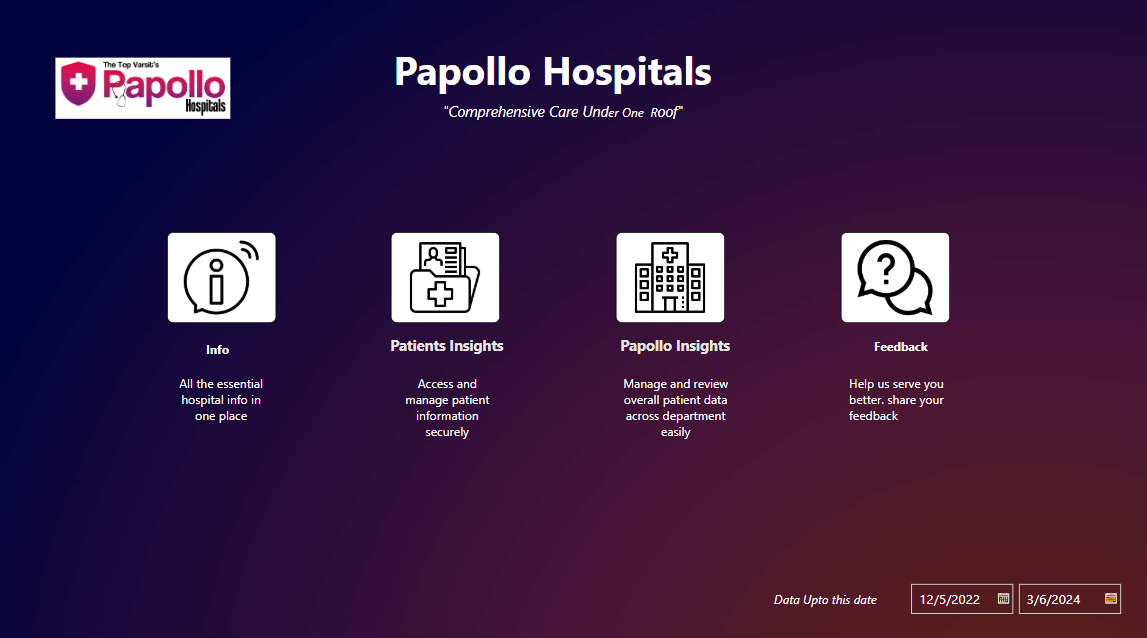 The Top Varsit's
Papollo
Hospitals
Papollo Hospitals
"Comprehensive Care Under One Roof"
Info
All the essential
hospital info in
one place
Patients Insights
Access and
manage patient
information
securely
Papollo Insights
Manage and review
overall patient data
across department
easily
Feedback
Help us serve you
better. share your
feedback
Data Upto this date
12/5/2022
3/6/2024